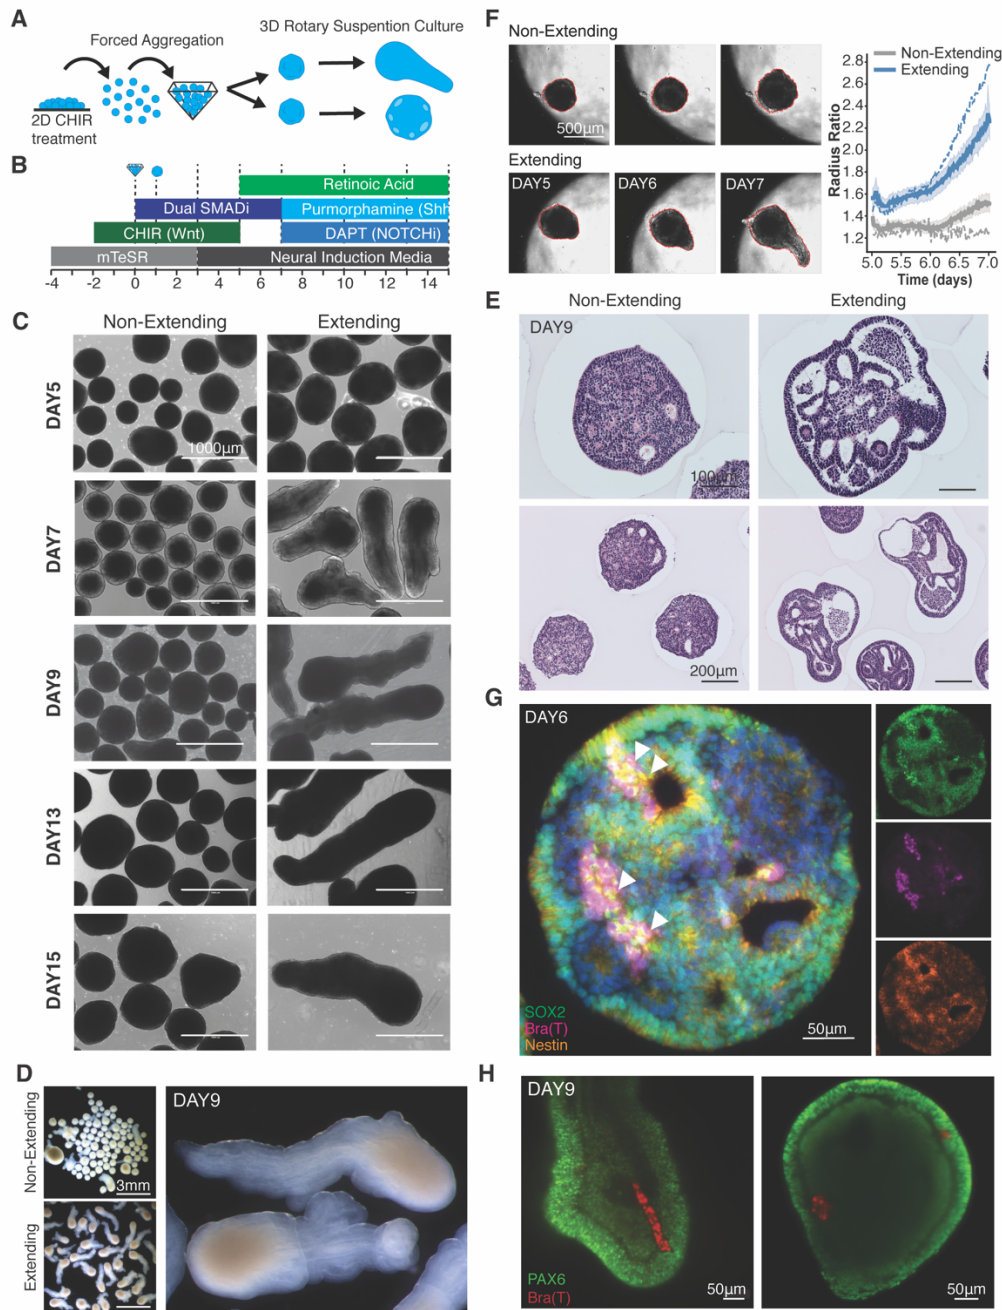 A
Forced Aggregation
3D Rotary Suspention Culture
2D CHIR
treatment
B
Retinoic Acid
Dual SMADi
Purmorphamine (Shh
CHIR (Wnt)
DAPT (NOTCHi)
mTeSR
Neural Induction Media
-4 -2 0 2 4 6 8 10 12 14
C
Non-Extending
Extending
DAY5
1000µm
DAY7
DAY9
DAY13
DAY15
D
Non-Extending
3mm
Extending
DAY9
F
Non-Extending
500µm
Extending
DAY5
DAY6
DAY7
Non-Extending
Extending
Radius Ratio
2.8
2.6
2.4
2.2
2.0
1.8
1.6
1.4
1.2
5.0 5.5 6.0 6.5 7.0
Time (days)
E
Non-Extending
Extending
DAY9
100µm
200µm
G
DAY6
SOX2
Bra(T)
Nestin
50µm
H
DAY9
PAX6
Bra(T)
50µm
50µm